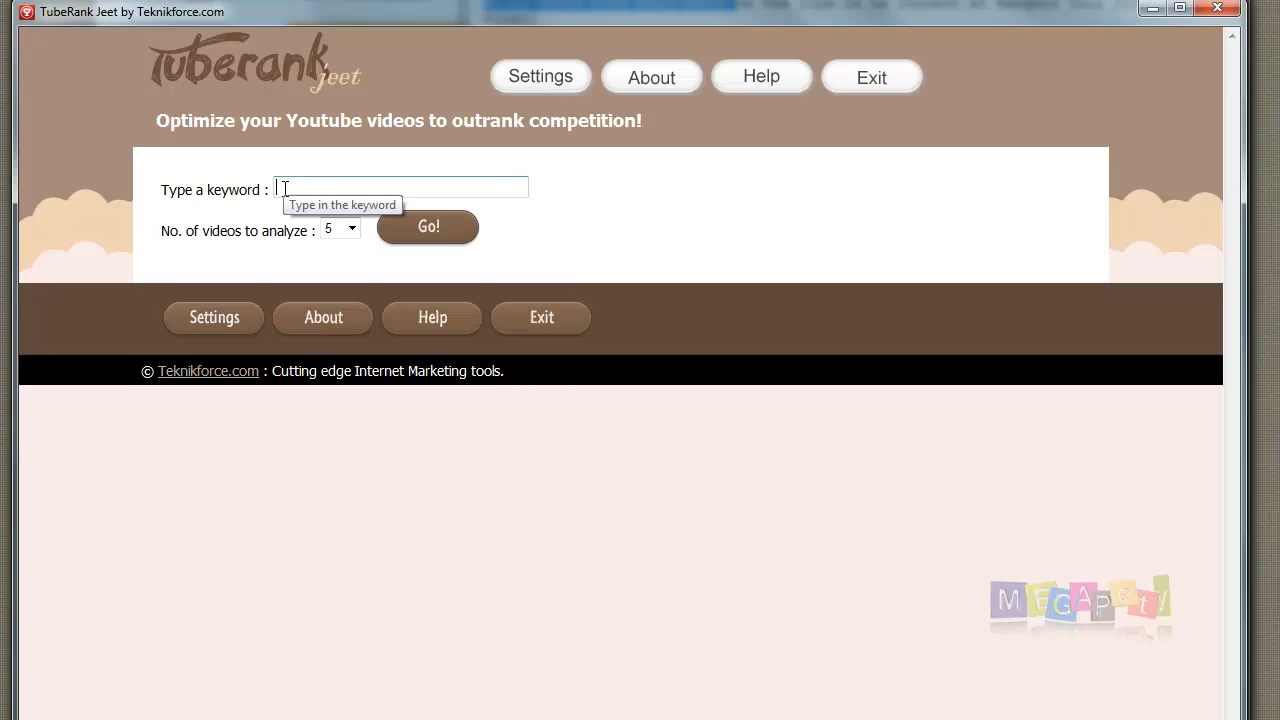 TubeRank Jeet by Teknikforce.com
Tuberank jeet
Settings About Help Exit
Optimize your Youtube videos to outrank competition!
Type a keyword :
Type in the keyword
No. of videos to analyze : 5 Go!
Settings About Help Exit
© Teknikforce.com : Cutting edge Internet Marketing tools.
MEGAPety